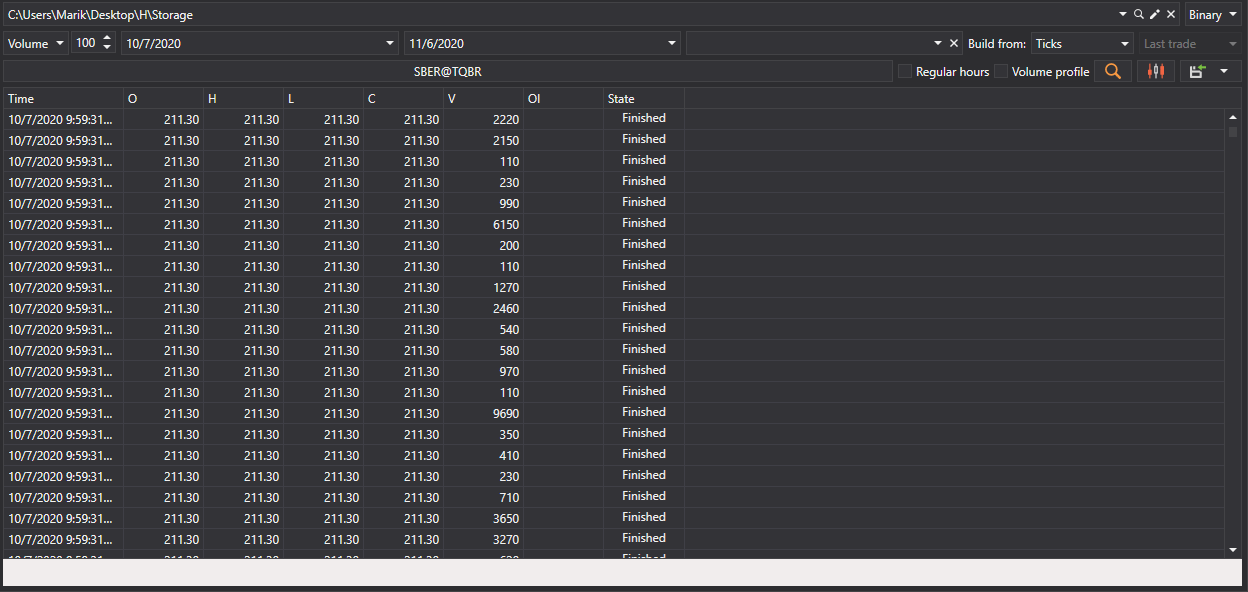 C:\Users\Marik\Desktop\H\Storage Binary
Volume 100 10/7/2020 11/6/2020 Build from: Ticks Last trade
SBER@TQBR Regular hours Volume profile
Time O H L C V OI State
10/7/2020 9:59:31... 211.30 211.30 211.30 211.30 2220 Finished
10/7/2020 9:59:31... 211.30 211.30 211.30 211.30 2150 Finished
10/7/2020 9:59:31... 211.30 211.30 211.30 211.30 110 Finished
10/7/2020 9:59:31... 211.30 211.30 211.30 211.30 230 Finished
10/7/2020 9:59:31... 211.30 211.30 211.30 211.30 990 Finished
10/7/2020 9:59:31... 211.30 211.30 211.30 211.30 6150 Finished
10/7/2020 9:59:31... 211.30 211.30 211.30 211.30 200 Finished
10/7/2020 9:59:31... 211.30 211.30 211.30 211.30 110 Finished
10/7/2020 9:59:31... 211.30 211.30 211.30 211.30 1270 Finished
10/7/2020 9:59:31... 211.30 211.30 211.30 211.30 2460 Finished
10/7/2020 9:59:31... 211.30 211.30 211.30 211.30 540 Finished
10/7/2020 9:59:31... 211.30 211.30 211.30 211.30 580 Finished
10/7/2020 9:59:31... 211.30 211.30 211.30 211.30 970 Finished
10/7/2020 9:59:31... 211.30 211.30 211.30 211.30 110 Finished
10/7/2020 9:59:31... 211.30 211.30 211.30 211.30 9690 Finished
10/7/2020 9:59:31... 211.30 211.30 211.30 211.30 350 Finished
10/7/2020 9:59:31... 211.30 211.30 211.30 211.30 410 Finished
10/7/2020 9:59:31... 211.30 211.30 211.30 211.30 230 Finished
10/7/2020 9:59:31... 211.30 211.30 211.30 211.30 710 Finished
10/7/2020 9:59:31... 211.30 211.30 211.30 211.30 3650 Finished
10/7/2020 9:59:31... 211.30 211.30 211.30 211.30 3270 Finished